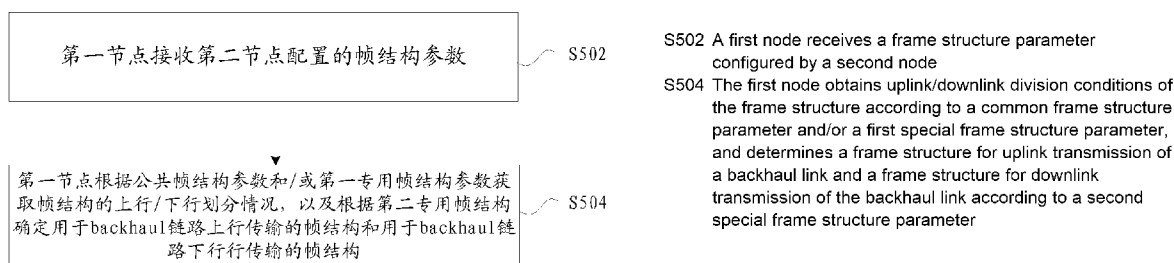 第一节点接收第二节点配置的帧结构参数
S502
第一节点根据公共帧结构参数和/或第一专用帧结构参数获
取帧结构的上行/下行划分情况，以及根据第二专用帧结构
确定用于backhaul链路上行传输的帧结构和用于backhaul链
路下行行传输的帧结构
S504
S502 A first node receives a frame structure parameter
configured by a second node
S504 The first node obtains uplink/downlink division conditions of
the frame structure according to a common frame structure
parameter and/or a first special frame structure parameter,
and determines a frame structure for uplink transmission of
a backhaul link and a frame structure for downlink
transmission of the backhaul link according to a second
special frame structure parameter